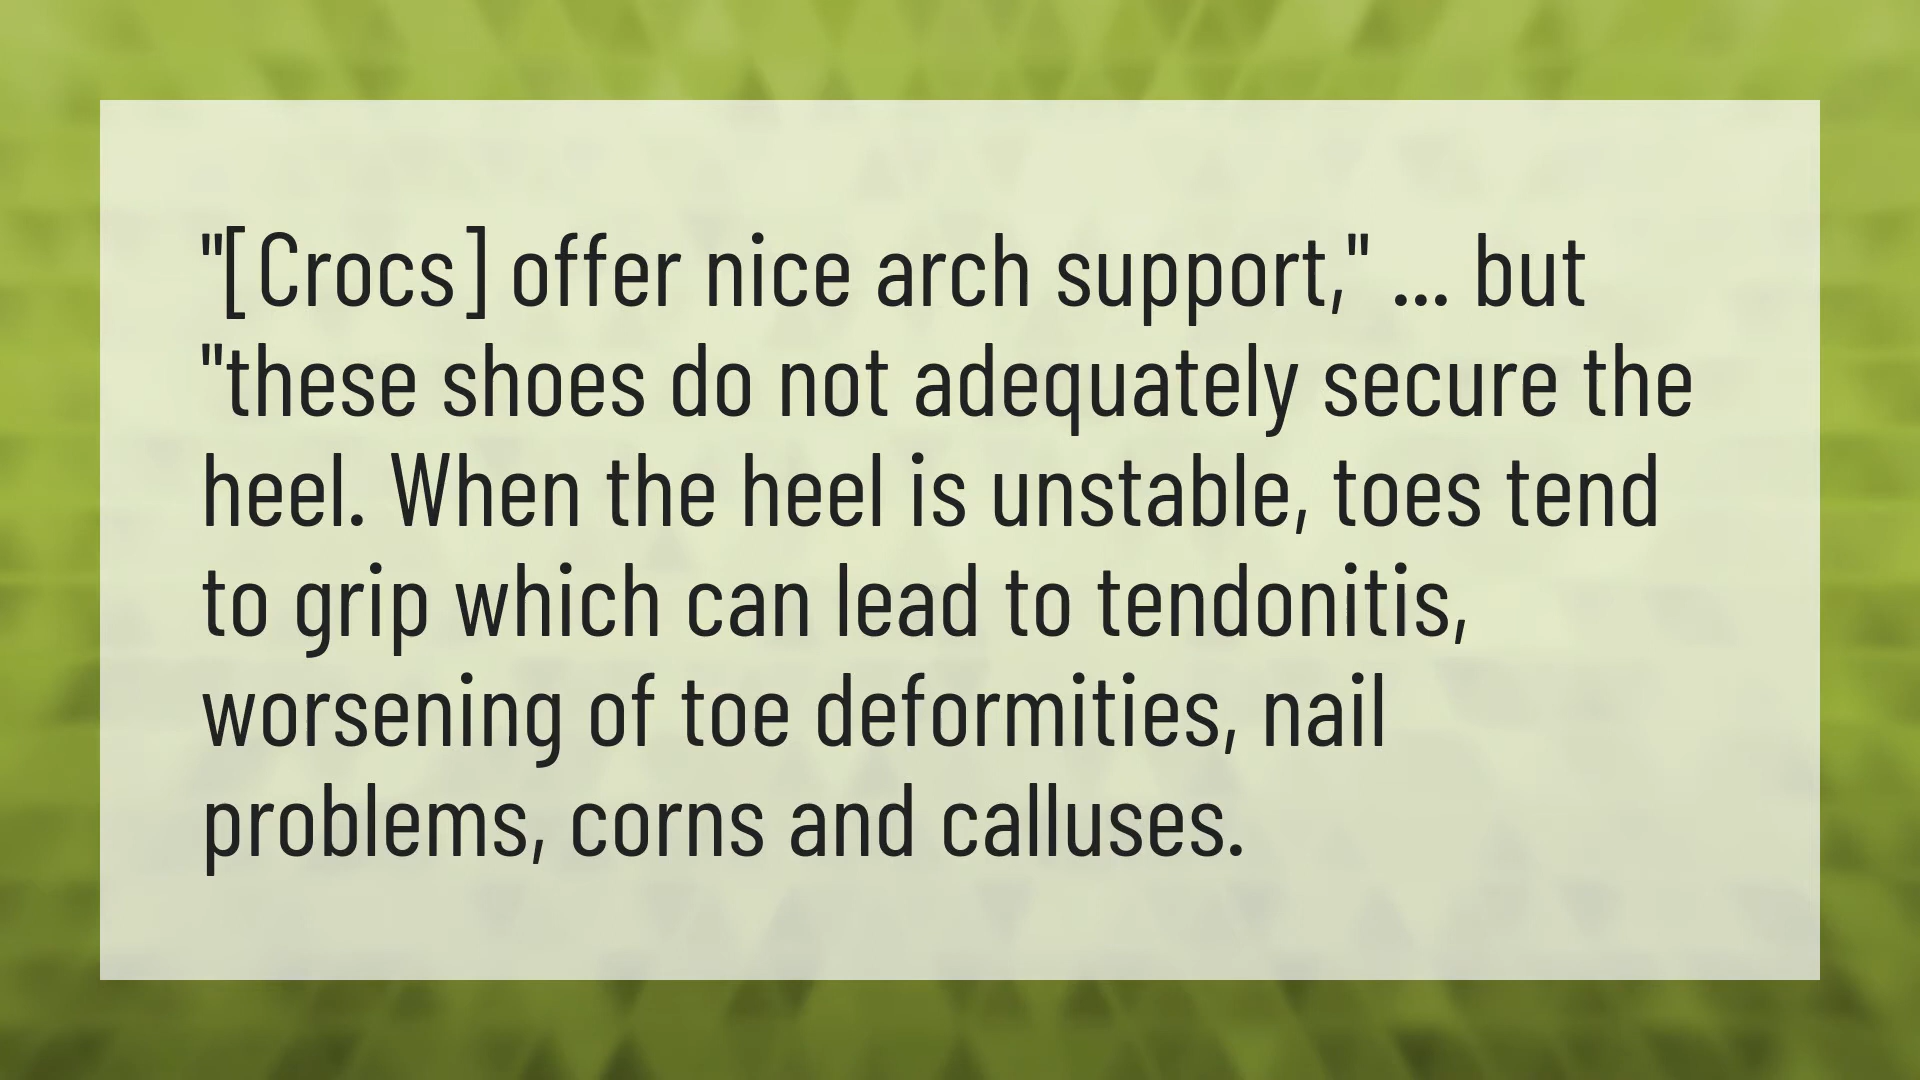 "[Crocs] offer nice arch support," ... but
"these shoes do not adequately secure the
heel. When the heel is unstable, toes tend
to grip which can lead to tendonitis,
worsening of toe deformities, nail
problems, corns and calluses.